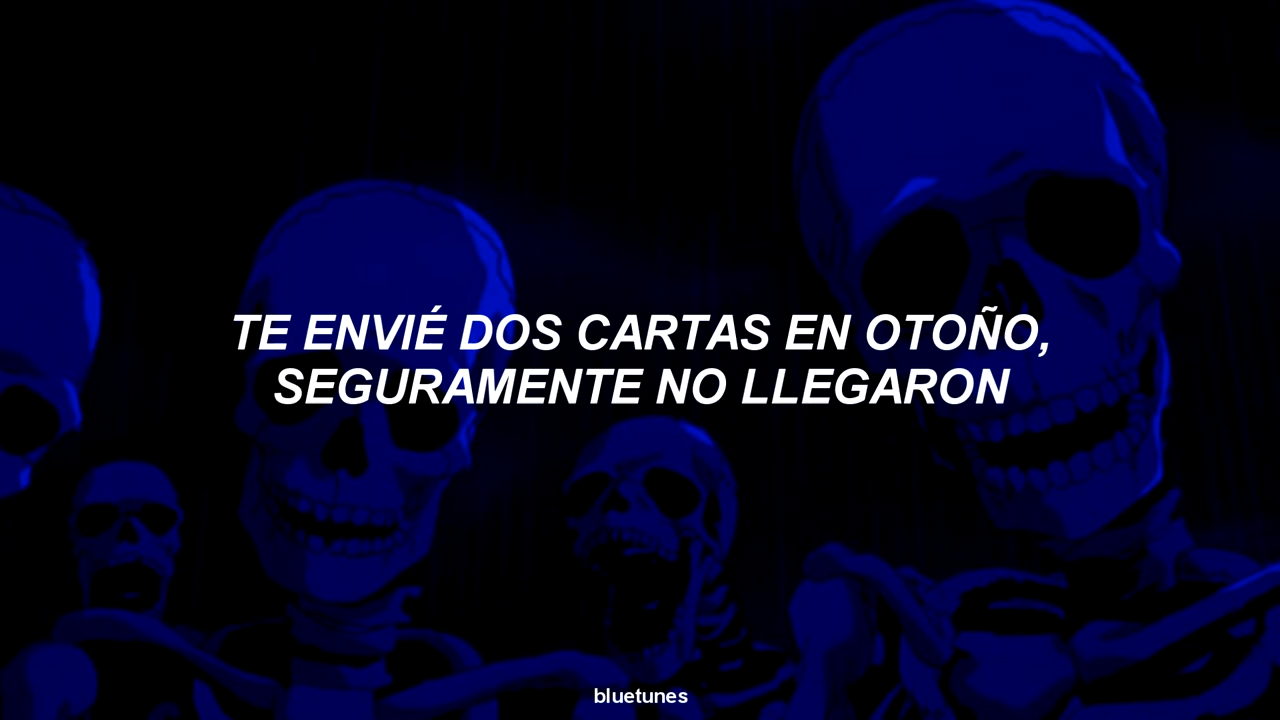 TE ENVIÉ DOS CARTAS EN OTOÑO,
SEGURAMENTE NO LLEGARON
bluetunes